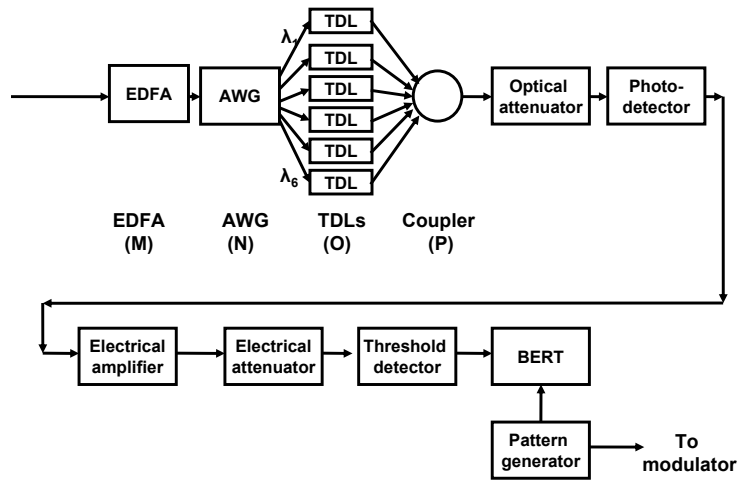 λ1
TDL
TDL
TDL
TDL
TDL
TDL
λ6
EDFA
AWG
Optical
attenuator
Photo-
detector
EDFA
(M)
AWG
(N)
TDLs
(O)
Coupler
(P)
Electrical
amplifier
Electrical
attenuator
Threshold
detector
BERT
Pattern
generator
To
modulator